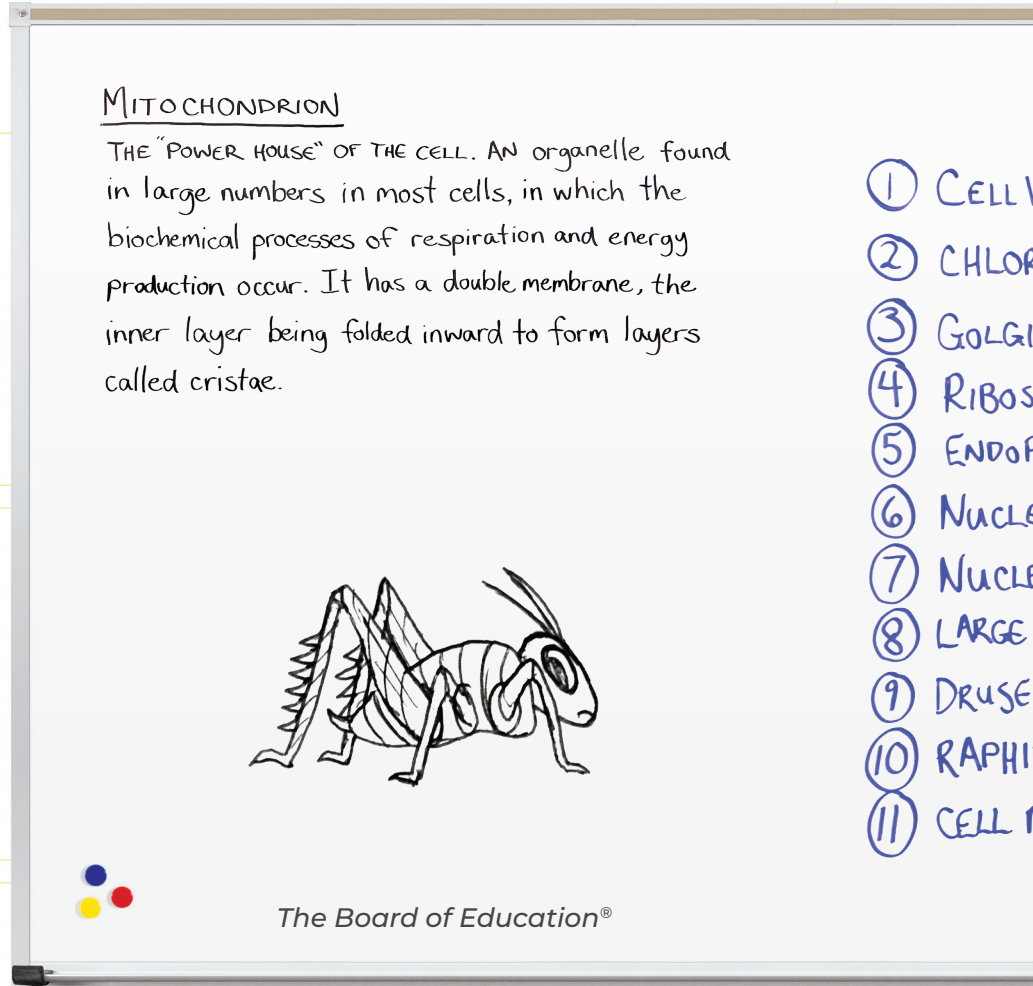 MITOCHONDRION
THE "POWER HOUSE" OF THE CELL. AN organelle found
in large numbers in most cells, in which the
biochemical processes of respiration and energy
production occur. It has a double membrane, the
inner layer being folded inward to form layers
called cristae.
1 CELL
2 CHLOR
3 GOLGI
4 RIBOS
5 ENDOP
6 NUCLE
7 NUCLE
8 LARGE
9 DRUSE
10 RAPHI
11 CELL
The Board of Education®